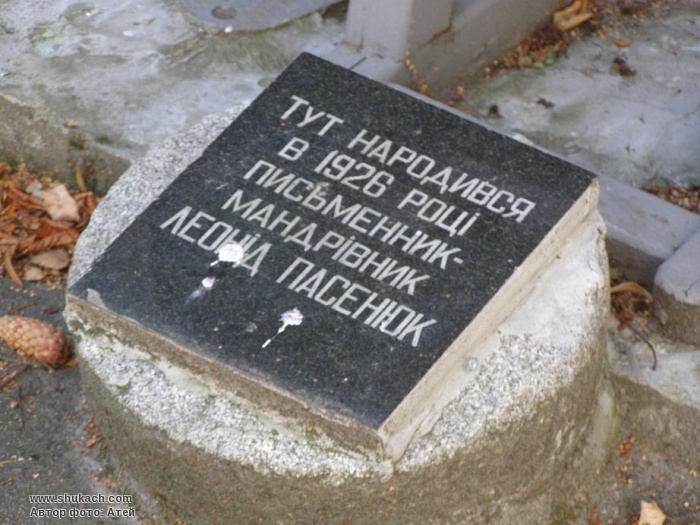 ТУТ НАРОДИВСЯ
В 1926 РОЦІ
ПИСЬМЕННИК-
МАНДРІВНИК
ЛЕОНІД ПАСЕНЮК
www.shukach.com
Автор фото: Атей